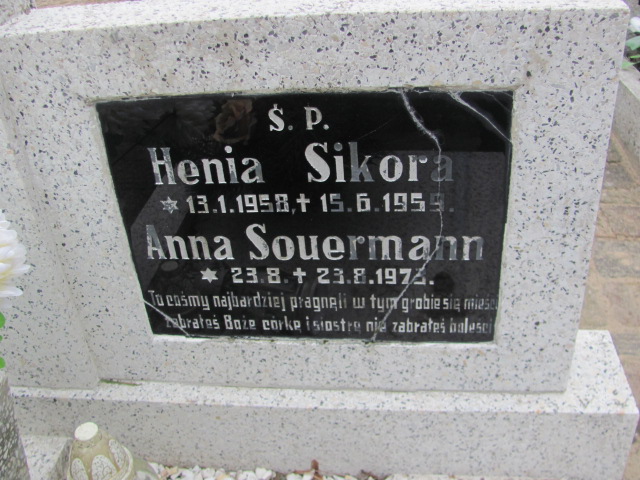 Ś. P.
Henia Sikora
* 13.1.1958, + 15.6.1959.
Anna Souermann
* 23.8. + 23.8.1973.
To cośmy najbardziej pragnęli w tym grobie się mieści
zabrałeś Boże córkę i siostrę nie zabrałeś boleści